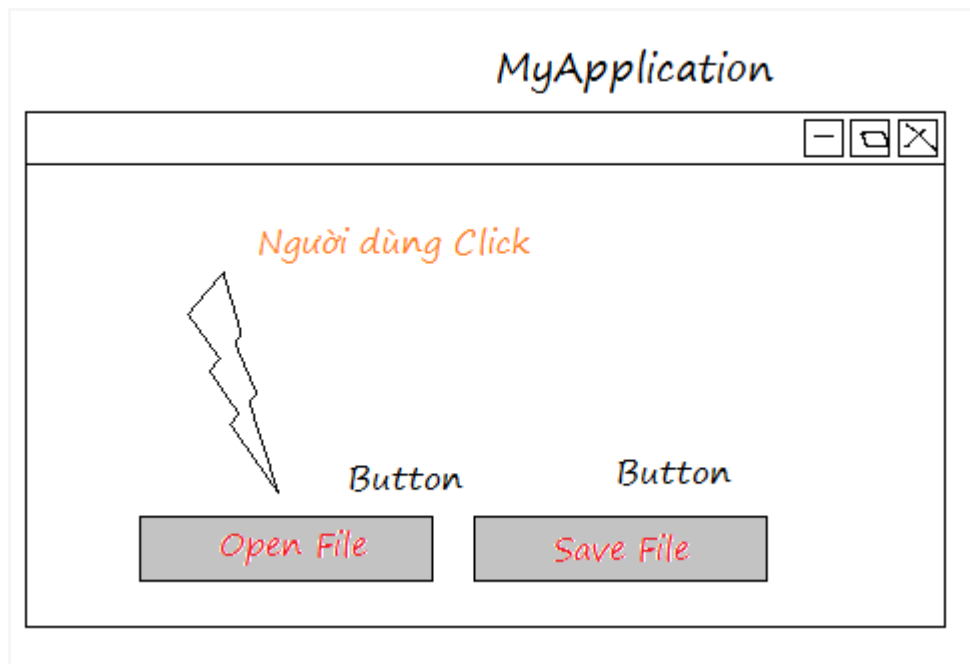 MyApplication
Người dùng Click
Button
Button
Open File
Save File